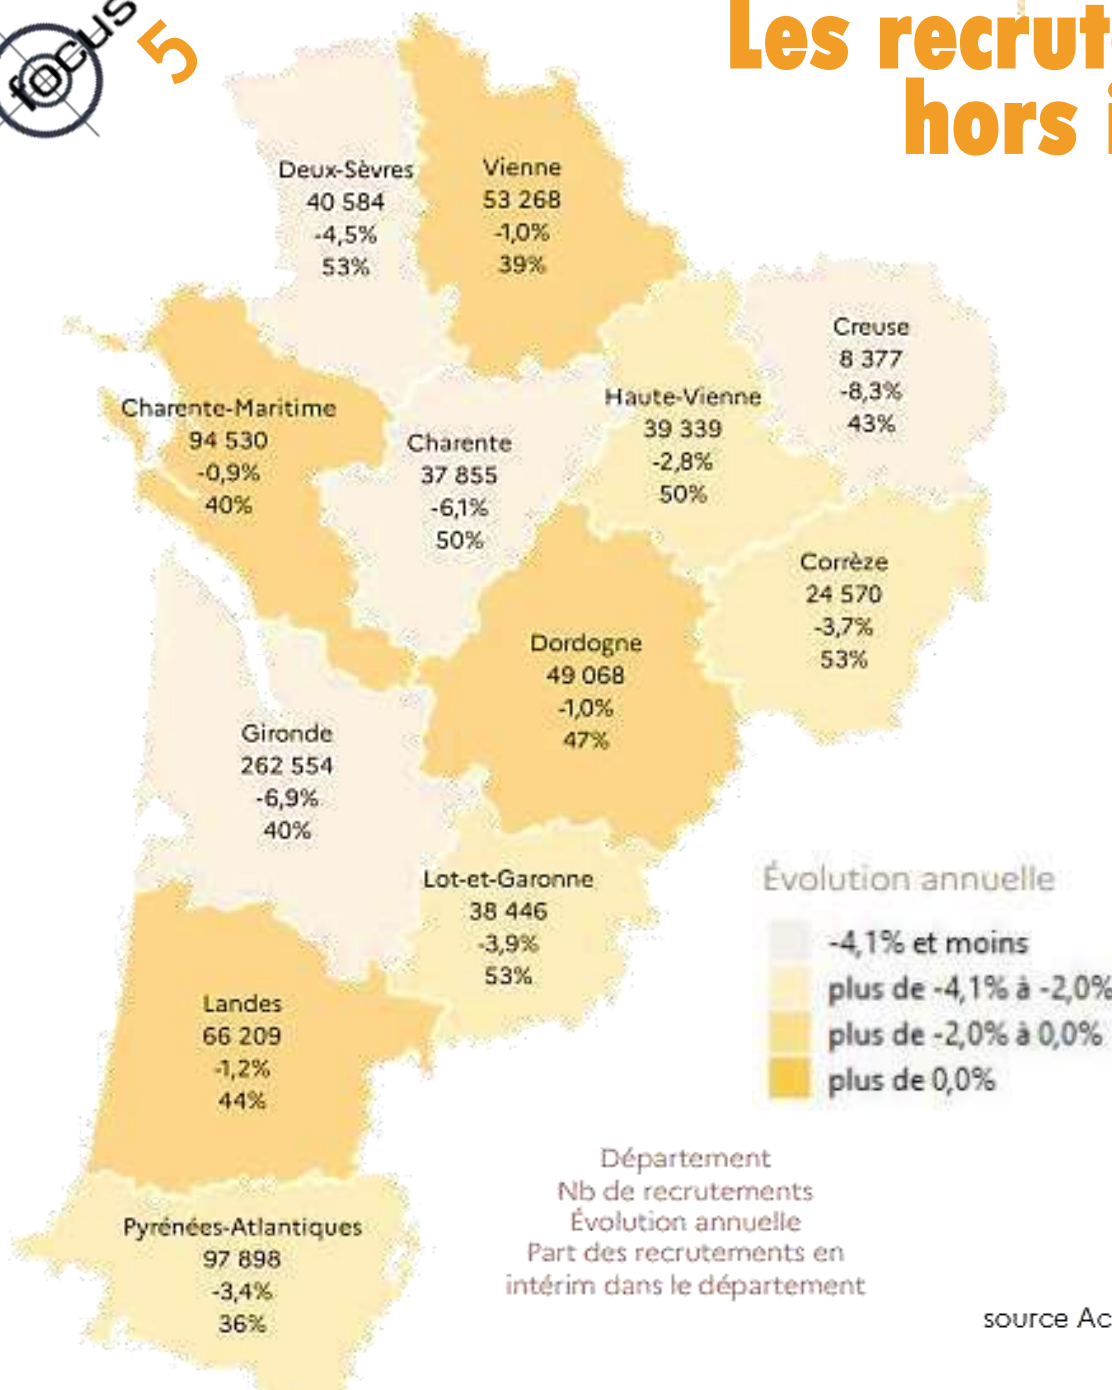 focus
5
Les recrut
hors i
Deux-Sèvres
40 584
-4,5%
53%
Vienne
53 268
-1,0%
39%
Creuse
8 377
-8,3%
43%
Haute-Vienne
39 339
-2,8%
50%
Charente-Maritime
94 530
-0,9%
40%
Charente
37 855
-6,1%
50%
Corrèze
24 570
-3,7%
53%
Dordogne
49 068
-1,0%
47%
Gironde
262 554
-6,9%
40%
Lot-et-Garonne
38 446
-3,9%
53%
Landes
66 209
-1,2%
44%
Pyrénées-Atlantiques
97 898
-3,4%
36%
Évolution annuelle
-4,1% et moins
plus de -4,1% à -2,0%
plus de -2,0% à 0,0%
plus de 0,0%
Département
Nb de recrutements
Évolution annuelle
Part des recrutements en
intérim dans le département
source Ac